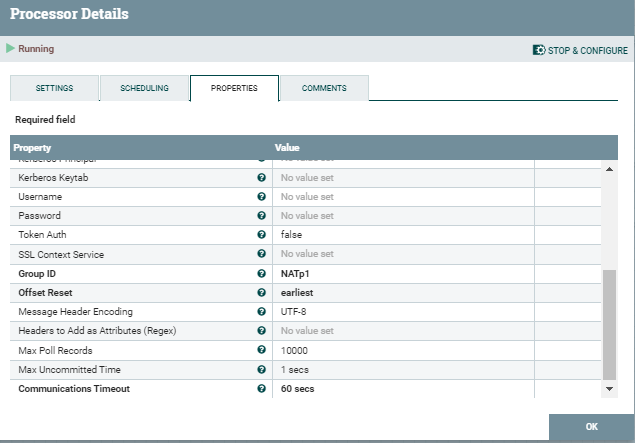 Processor Details
Running
STOP & CONFIGURE
SETTINGS SCHEDULING PROPERTIES COMMENTS
Required field
Property Value
Kerberos Principal No value set
Kerberos Keytab No value set
Username No value set
Password No value set
Token Auth false
SSL Context Service No value set
Group ID NATp1
Offset Reset earliest
Message Header Encoding UTF-8
Headers to Add as Attributes (Regex) No value set
Max Poll Records 10000
Max Uncommitted Time 1 secs
Communications Timeout 60 secs
OK